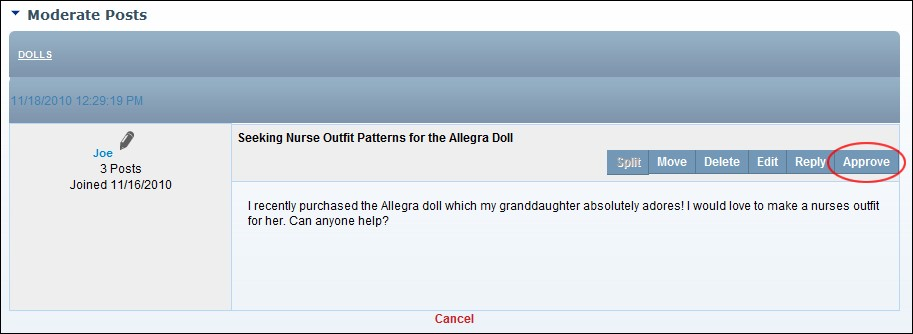 Moderate Posts
DOLLS
11/18/2010 12:29:19 PM
Joe
3 Posts
Joined 11/16/2010
Seeking Nurse Outfit Patterns for the Allegra Doll
Split Move Delete Edit Reply Approve
I recently purchased the Allegra doll which my granddaughter absolutely adores! I would love to make a nurses outfit
for her. Can anyone help?
Cancel